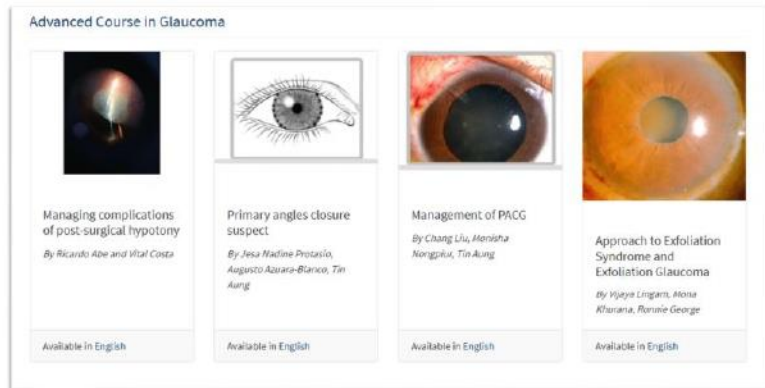 Advanced Course in Glaucoma
Managing complications
of post-surgical hypotony
By Ricardo Abe and Vital Costa
Available in English
Primary angles closure
suspect
By Jesa Nadine Protasio,
Augusto Azuara-Blanco, Tin
Aung
Available in English
Management of PACG
By Chang Liu, Monisha
Nongpiur, Tin Aung
Available in English
Approach to Exfoliation
Syndrome and
Exfoliation Glaucoma
By Vijaya Lingam, Mona
Khurana, Ronnie George
Available in English